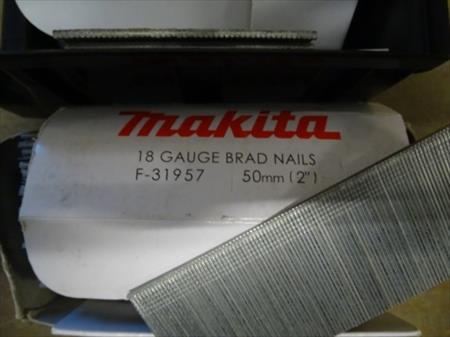 makita
18 GAUGE BRAD NAILS
F-31957 50mm (2")